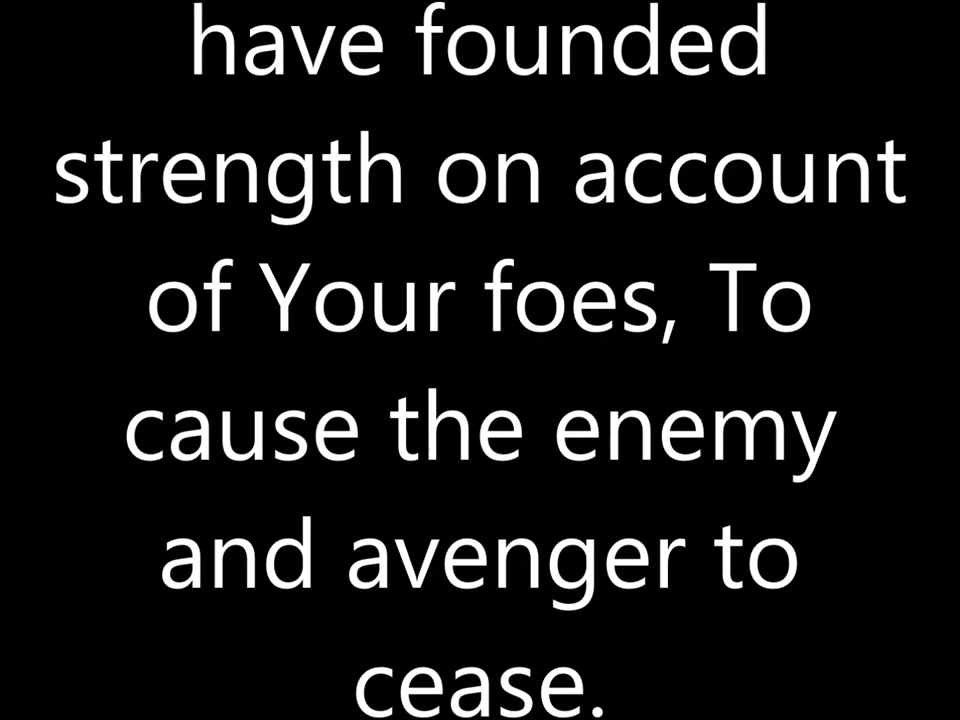 have founded
strength on account
of Your foes, To
cause the enemy
and avenger to
cease.